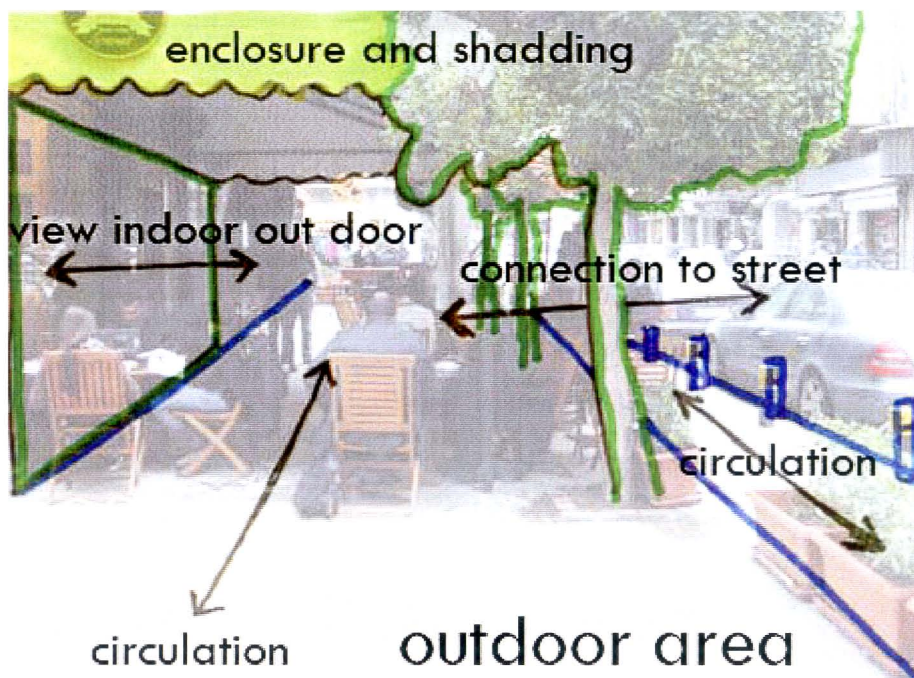 enclosure and shadding
view indoor out door
connection to street
circulation
circulation
outdoor area